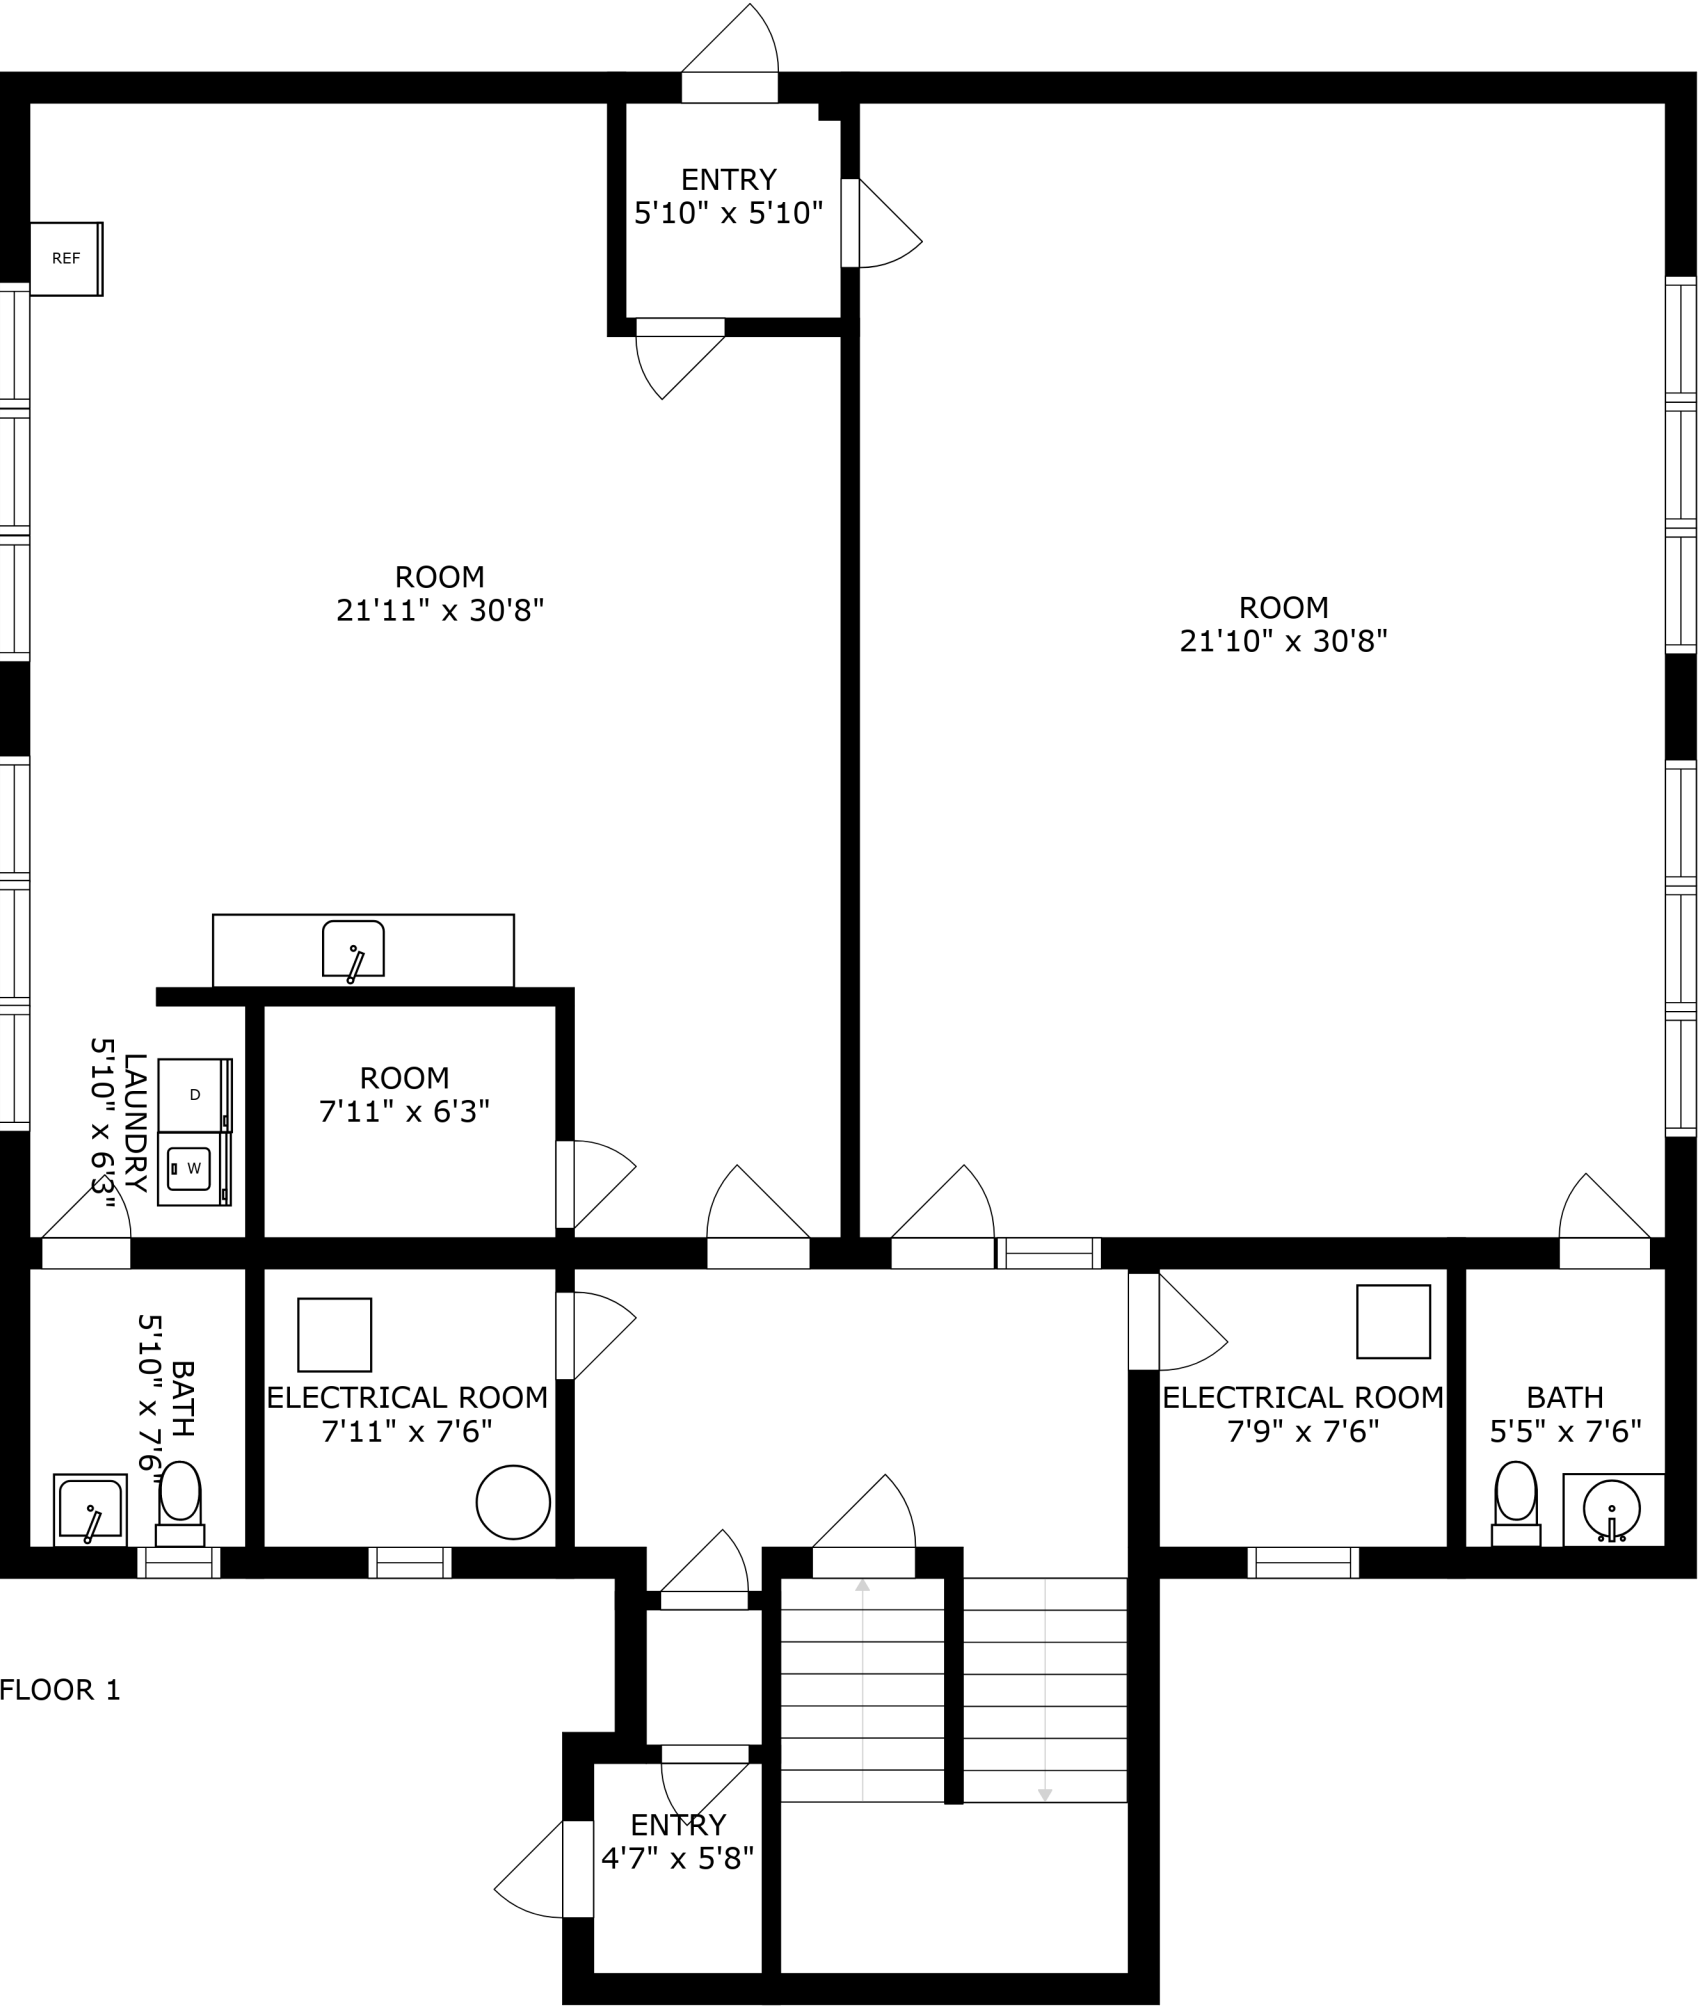 ENTRY
5'10" x 5'10"
REF
ROOM
21'11" x 30'8"
ROOM
21'10" x 30'8"
LAUNDRY
5'10" x 6'3"
D
W
ROOM
7'11" x 6'3"
BATH
5'10" x 7'6"
ELECTRICAL ROOM
7'11" x 7'6"
ELECTRICAL ROOM
7'9" x 7'6"
BATH
5'5" x 7'6"
FLOOR 1
ENTRY
4'7" x 5'8"